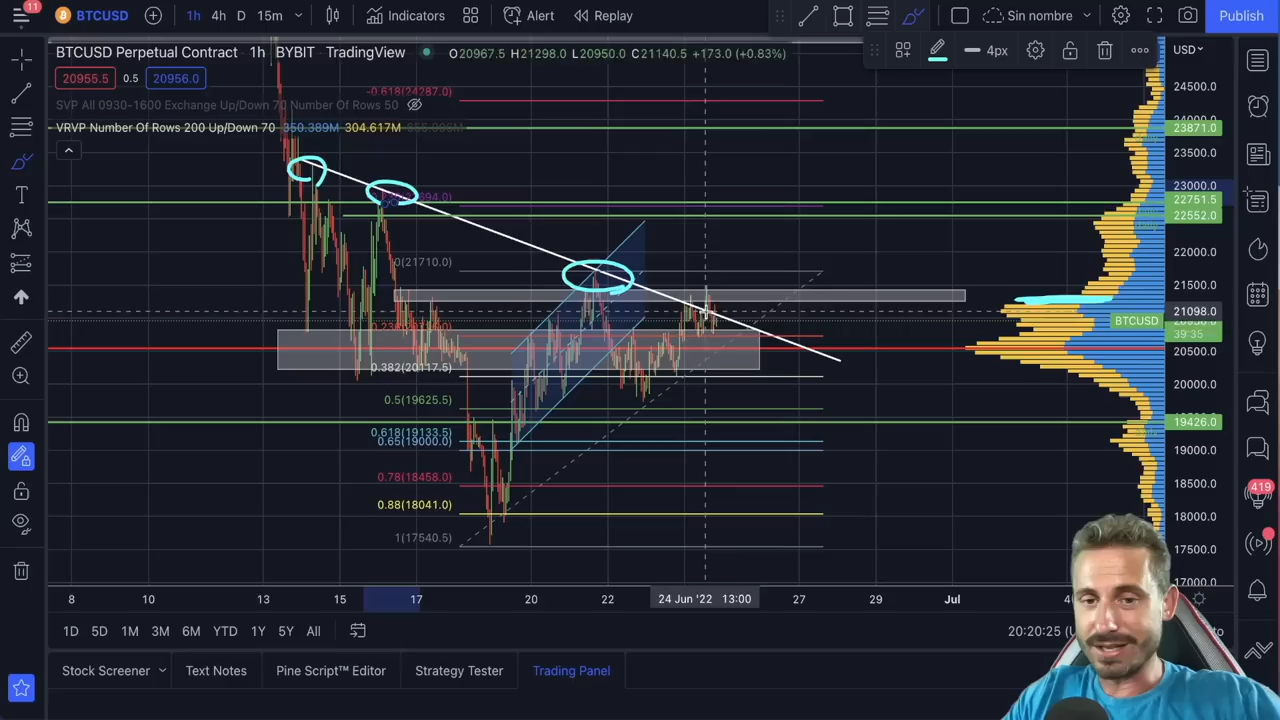 11
BTCUSD
1h
4h
D
15m
Indicators
Alert
Replay
Sin nombre
Publish
BTCUSD Perpetual Contract · 1h · BYBIT · TradingView
20967.5 H21298.0 L20950.0 C21140.5 +173.0 (+0.83%)
4px
USD
20955.5
0.5
20956.0
SVP All 0930-1600 Exchange Up/Down 70 Number Of Rows 50
VRVP Number Of Rows 200 Up/Down 70 350.389M 304.617M
-0.618(24287.0)
0(21710.0)
0.382(20117.5)
0.5(19625.5)
0.618(19133.5)
0.65(19000.0)
0.78(18458.0)
0.88(18041.0)
1(17540.5)
24500.0
23871.0
23500.0
23000.0
22751.5
22552.0
22000.0
21500.0
21098.0
BTCUSD
39:35
20500.0
20000.0
19426.0
19000.0
18500.0
18000.0
17500.0
17000.0
419
8
10
13
15
17
20
22
24 Jun '22 13:00
27
29
Jul
1D
5D
1M
3M
6M
YTD
1Y
5Y
All
20:20:25
Stock Screener
Text Notes
Pine Script™ Editor
Strategy Tester
Trading Panel